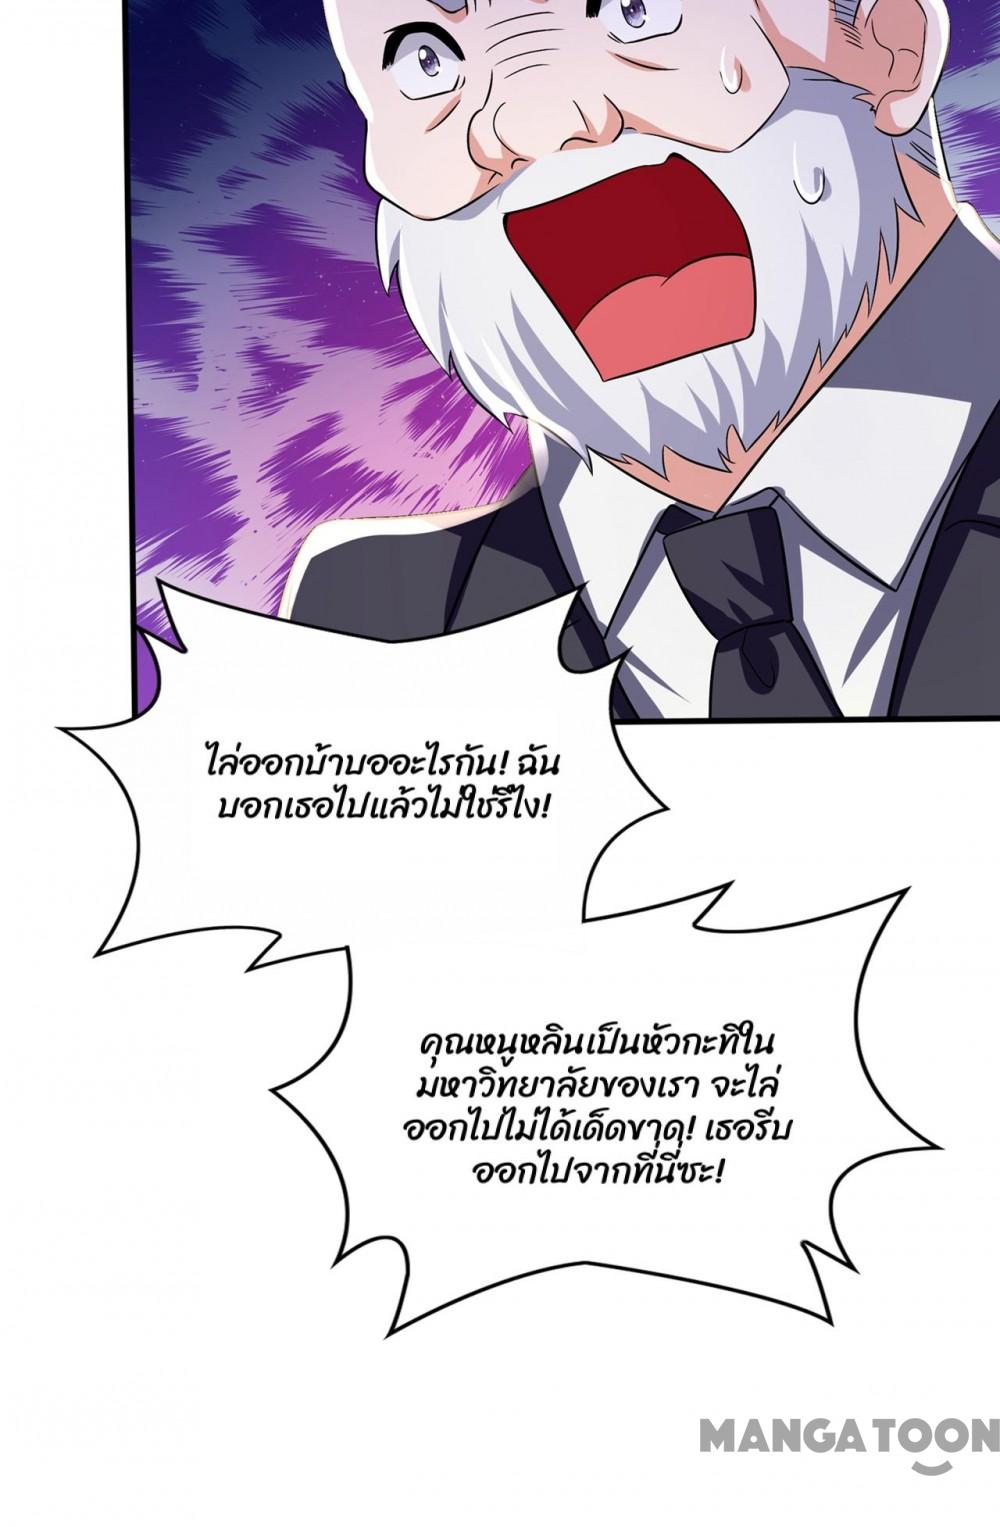 ไล่ออกบ้าบออะไรกัน! ฉัน
บอกเธอไปแล้วไม่ใช่รึไง!
คุณหนูหลินเป็นหัวกะทิใน
มหาวิทยาลัยของเรา จะไล่
ออกไปไม่ได้เด็ดขาด! เธอรีบ
ออกไปจากที่นี่ซะ!
MANGATOON